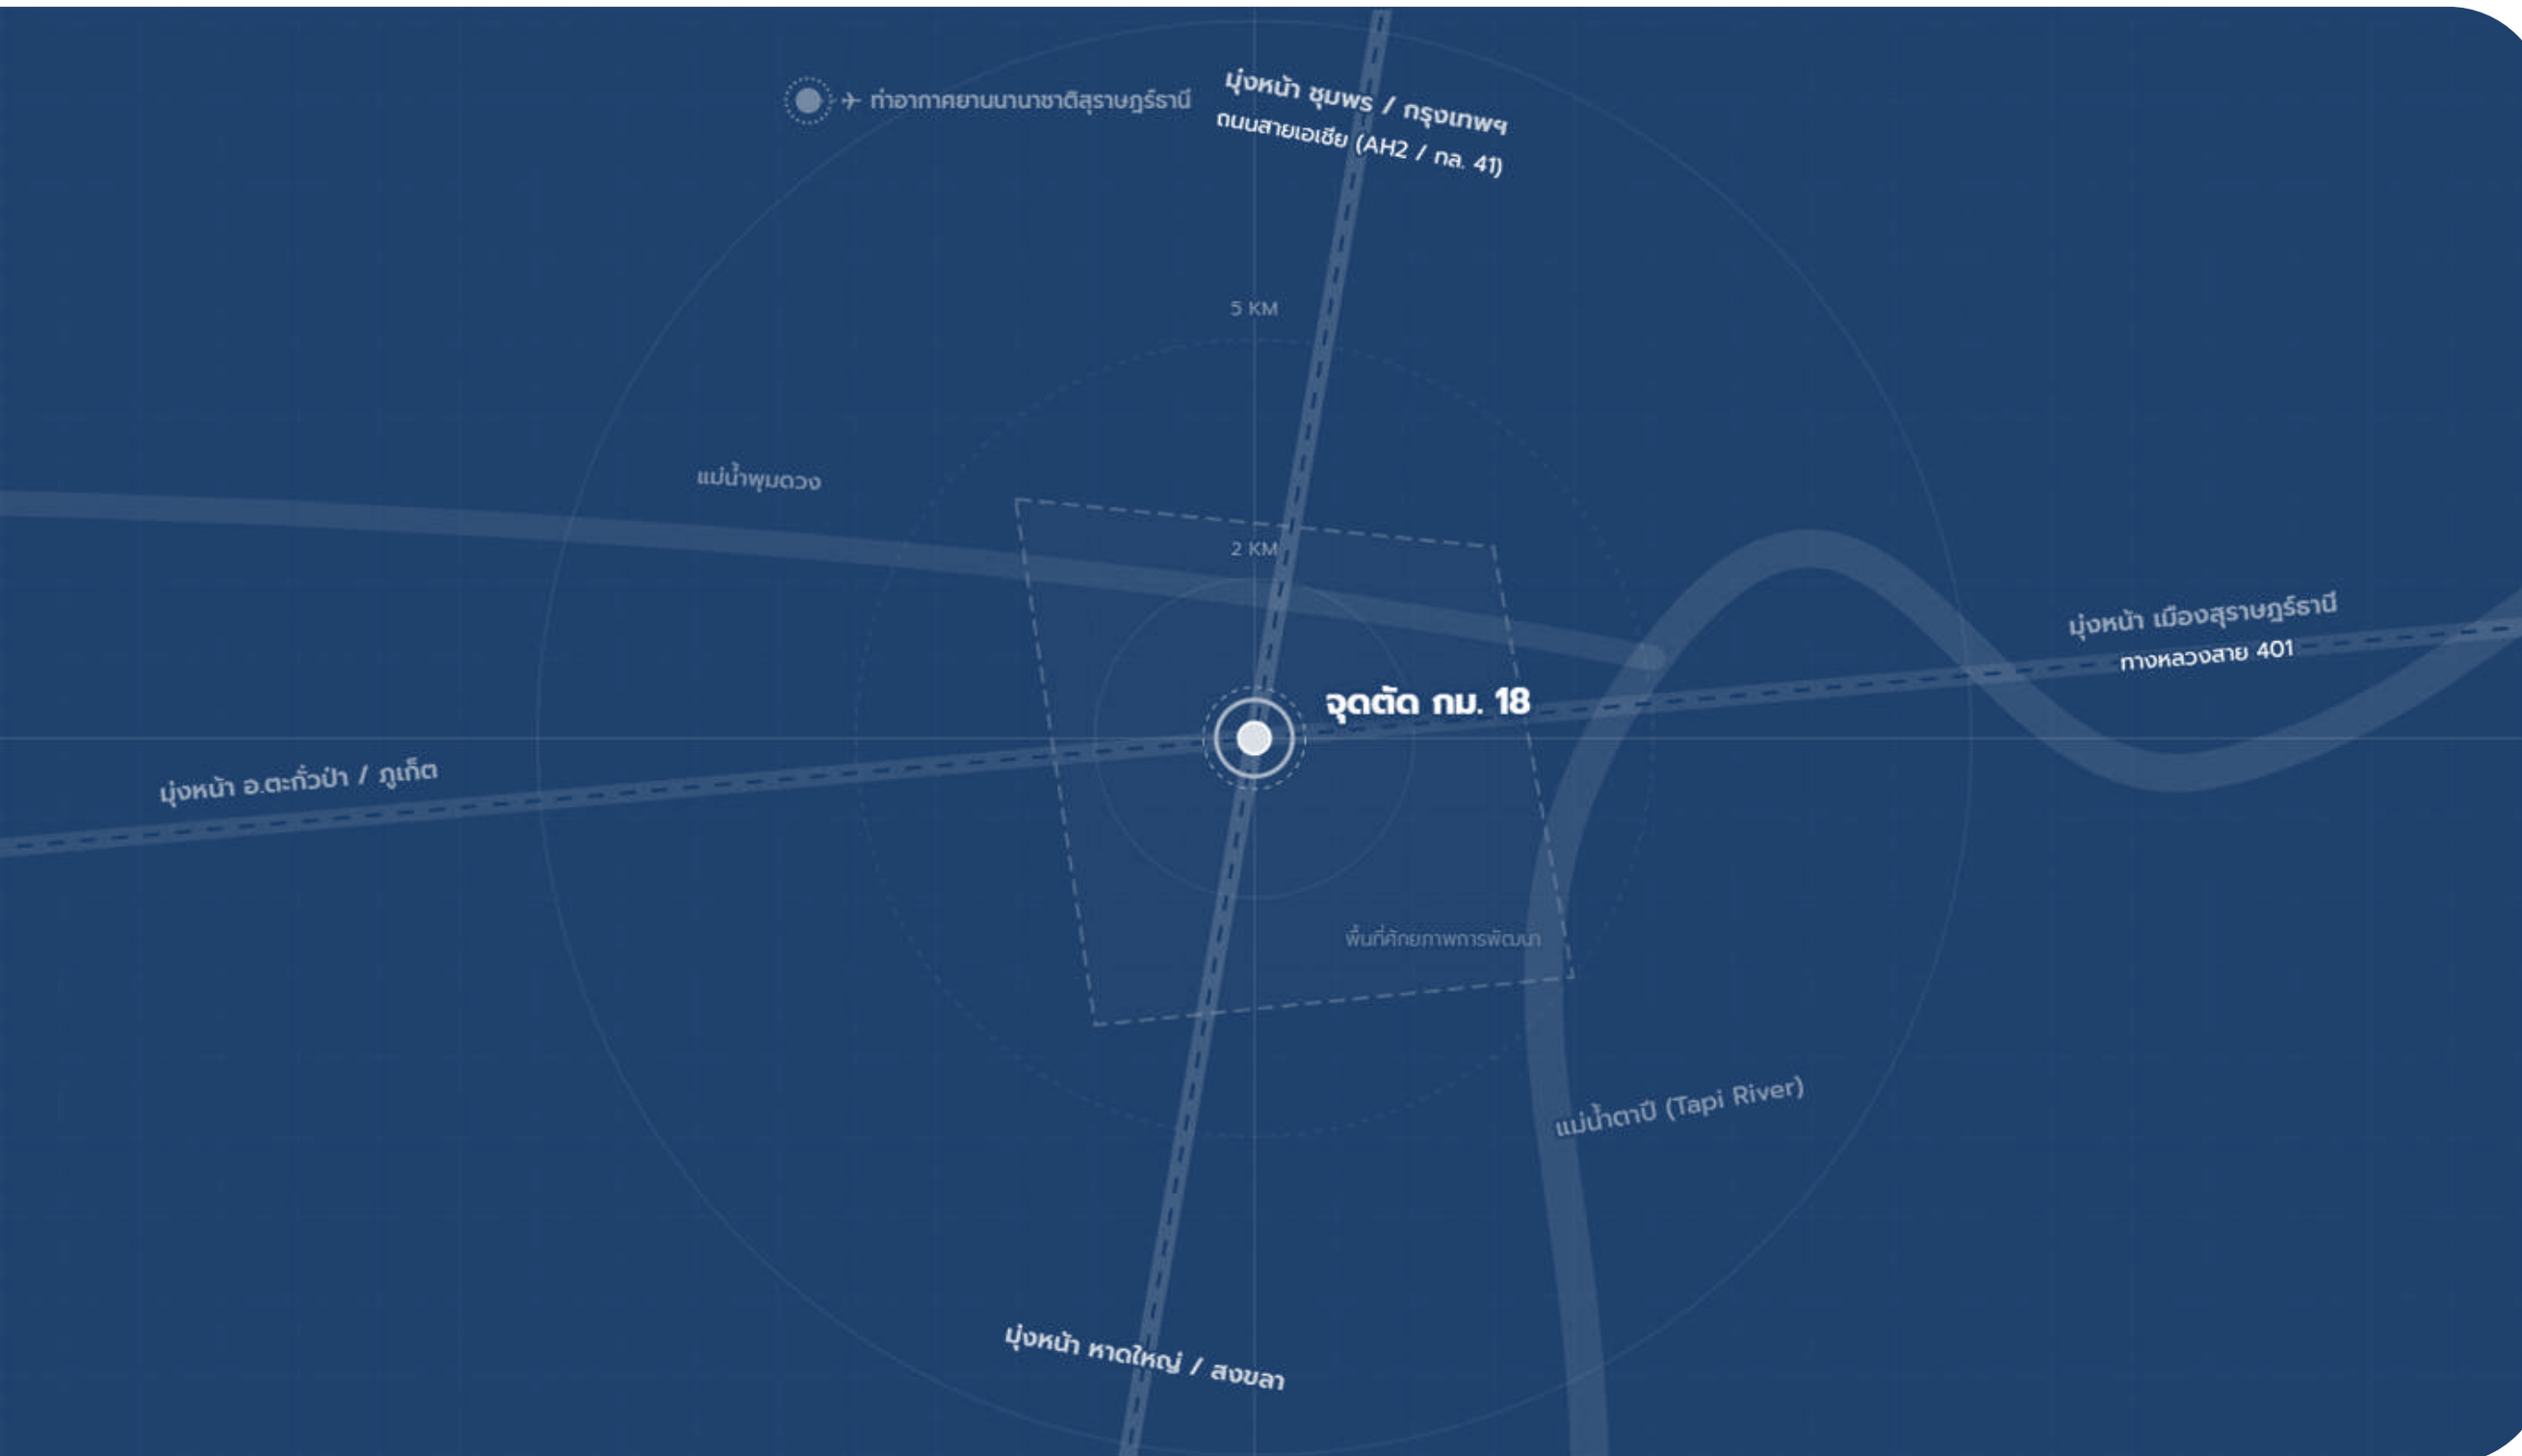 ✈ ท่าอากาศยานนานาชาติสุราษฎร์ธานี
มุ่งหน้า ชุมพร / กรุงเทพฯ
ถนนสายเอเชีย (AH2 / ทล. 41)
5 KM
แม่น้ำพุมดวง
2 KM
มุ่งหน้า เมืองสุราษฎร์ธานี
ทางหลวงสาย 401
จุดตัด กม. 18
มุ่งหน้า อ.ตะกั่วป่า / ภูเก็ต
พื้นที่ศักยภาพการพัฒนา
แม่น้ำตาปี (Tapi River)
มุ่งหน้า หาดใหญ่ / สงขลา